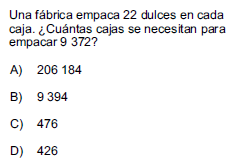 Una fábrica empaca 22 dulces en cada
caja. ¿Cuántas cajas se necesitan para
empacar 9 372?
A) 206 184
B) 9 394
C) 476
D) 426